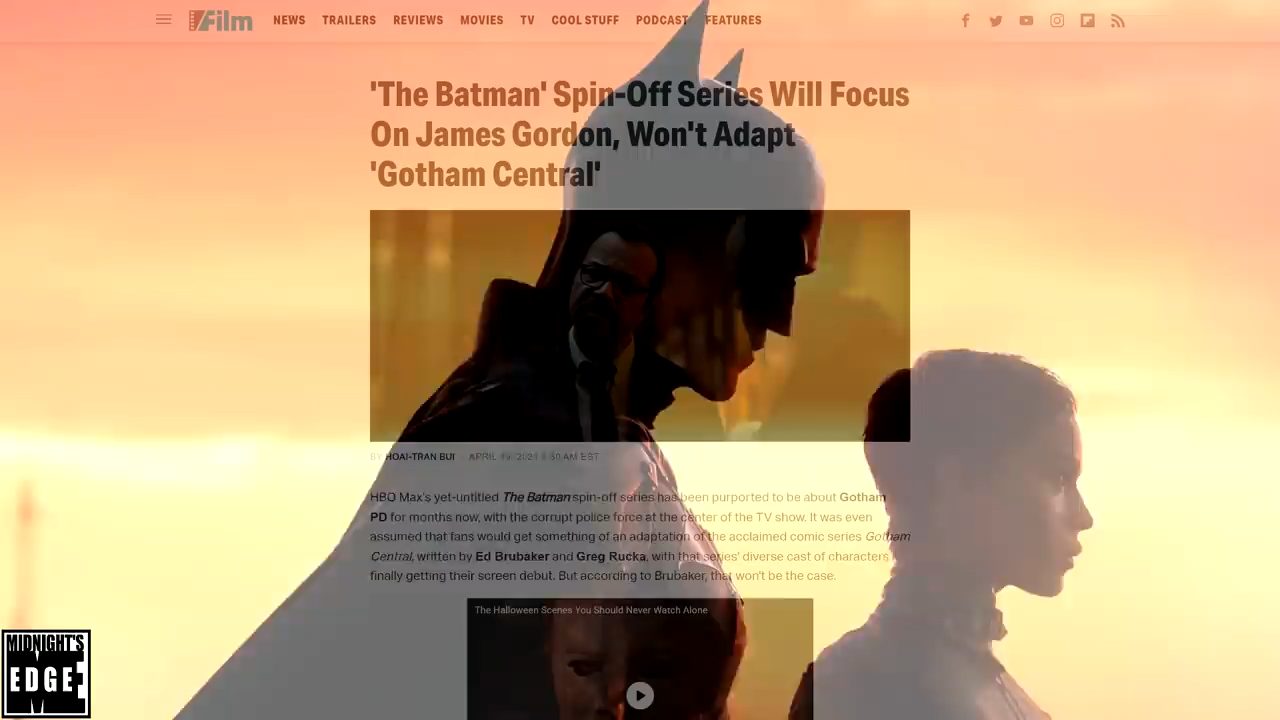 /Film NEWS TRAILERS REVIEWS MOVIES TV COOL STUFF PODCAST FEATURES
'The Batman' Spin-Off Series Will Focus
On James Gordon, Won't Adapt
'Gotham Central'
BY HOAI-TRAN BUI APRIL 2021 AM EST
HBO Max's yet-untitled The Batman spin-off series has been purported to be about Gotham
PD for months now, with the corrupt police force at the center of the TV show. It was even
assumed that fans would get something of an adaptation of the acclaimed comic series Gotham
Central, written by Ed Brubaker and Greg Rucka, with that series' diverse cast of characters
finally getting their screen debut. But according to Brubaker, that won't be the case.
The Halloween Scenes You Should Never Watch Alone
MIDNIGHT'S
EDGE